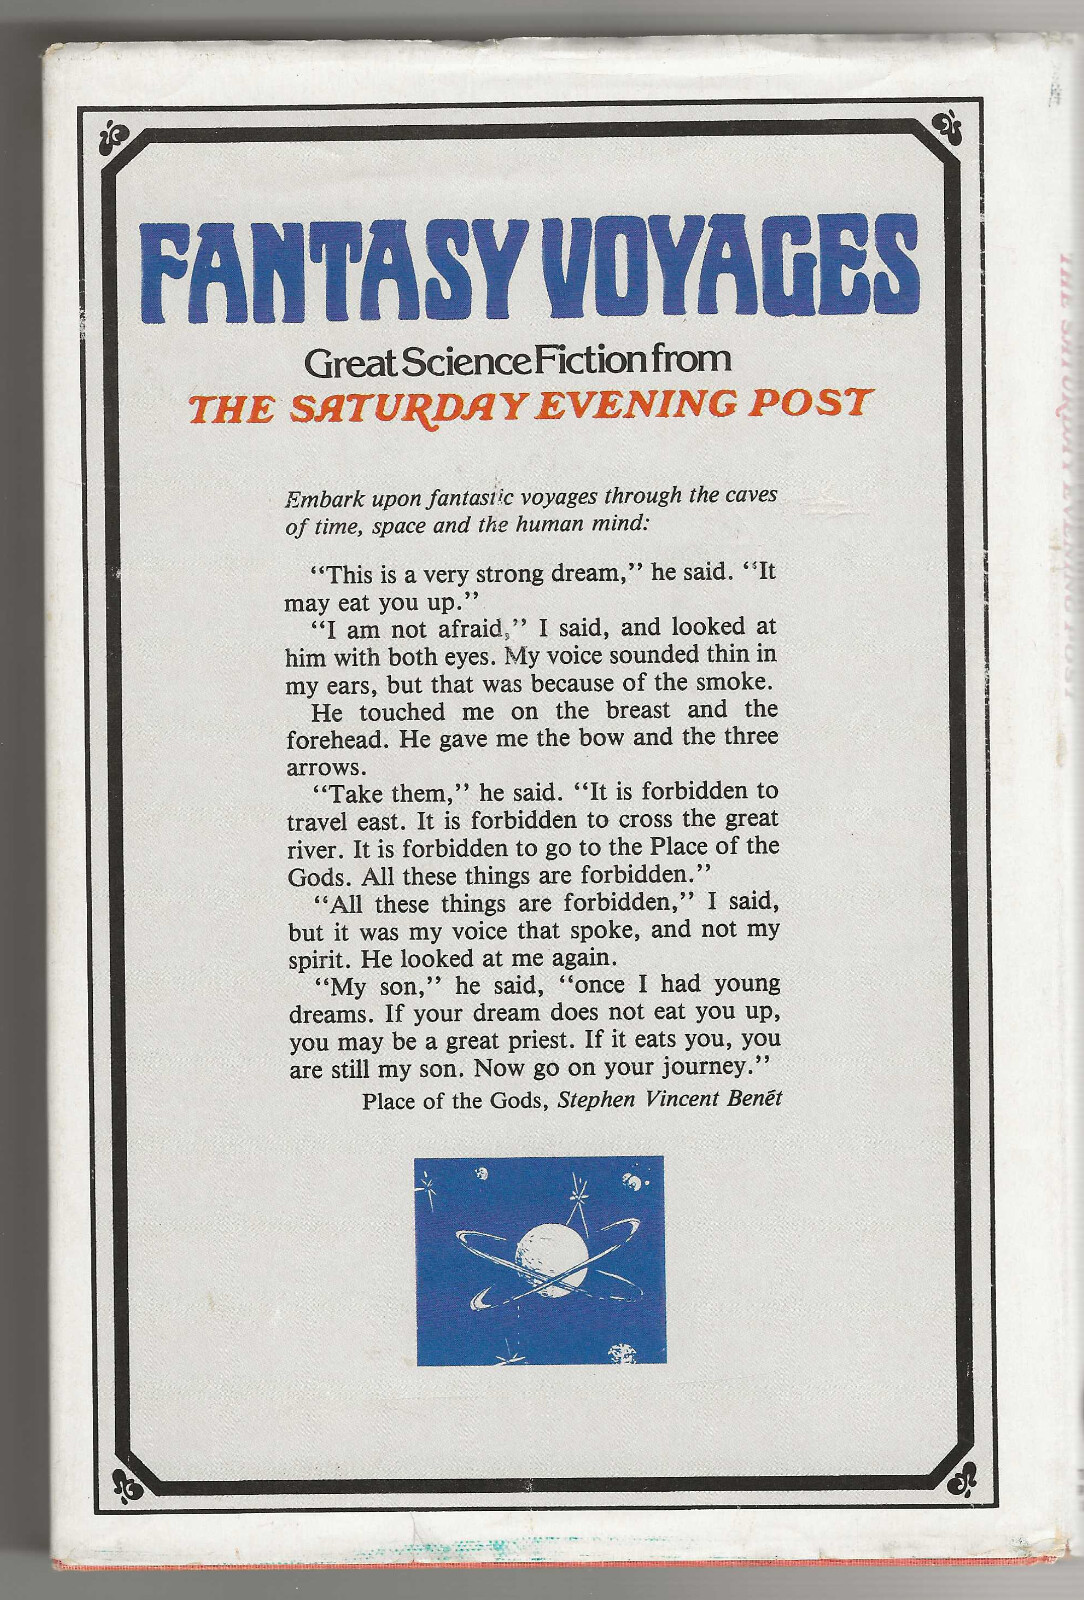 FANTASY VOYAGES
Great Science Fiction from
THE SATURDAY EVENING POST
Embark upon fantastic voyages through the caves
of time, space and the human mind:
“This is a very strong dream,” he said. “It
may eat you up.”
“I am not afraid,” I said, and looked at
him with both eyes. My voice sounded thin in
my ears, but that was because of the smoke.
He touched me on the breast and the
forehead. He gave me the bow and the three
arrows.
“Take them,” he said. “It is forbidden to
travel east. It is forbidden to cross the great
river. It is forbidden to go to the Place of the
Gods. All these things are forbidden.”
“All these things are forbidden,” I said,
but it was my voice that spoke, and not my
spirit. He looked at me again.
“My son,” he said, “once I had young
dreams. If your dream does not eat you up,
you may be a great priest. If it eats you, you
are still my son. Now go on your journey.”
Place of the Gods, Stephen Vincent Benét
THE SATURDAY EVENING POST